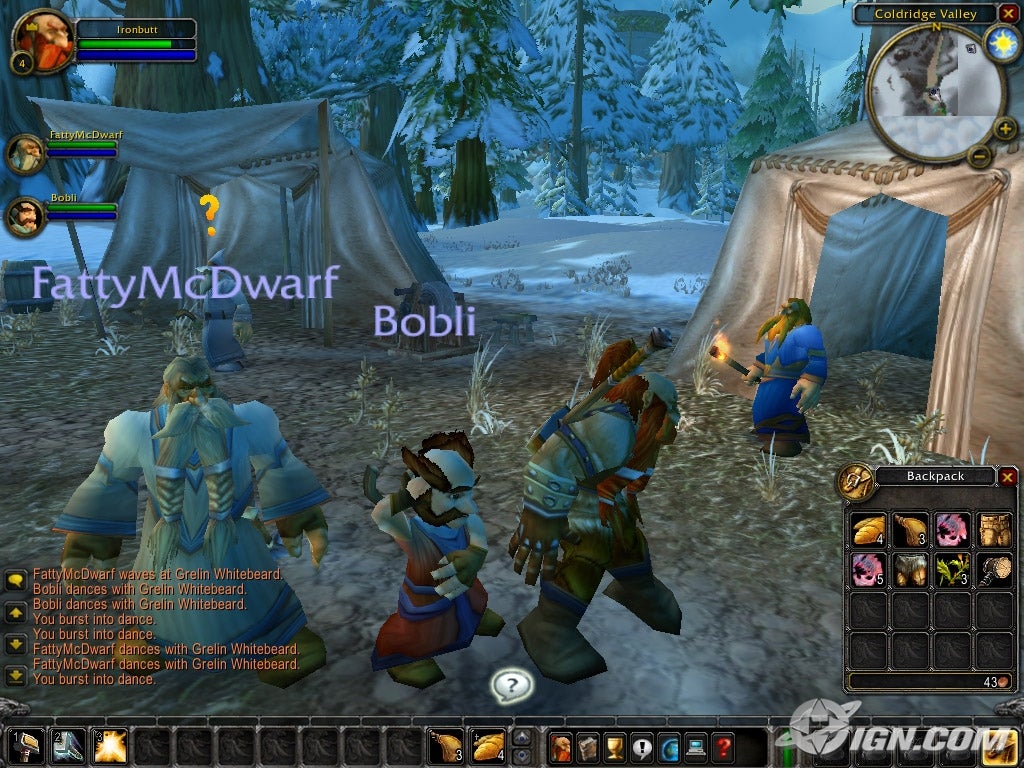 Ironbutt
4
Coldridge Valley
N
FattyMcDwarf
Bobli
?
FattyMcDwarf
Bobli
Backpack
4 3
5 3
43
FattyMcDwarf waves at Grelin Whitebeard.
Bobli dances with Grelin Whitebeard.
Bobli dances with Grelin Whitebeard.
You burst into dance.
You burst into dance.
FattyMcDwarf dances with Grelin Whitebeard.
FattyMcDwarf dances with Grelin Whitebeard.
You burst into dance.
?
1 2 3 3 4 ! ?
IGN.COM